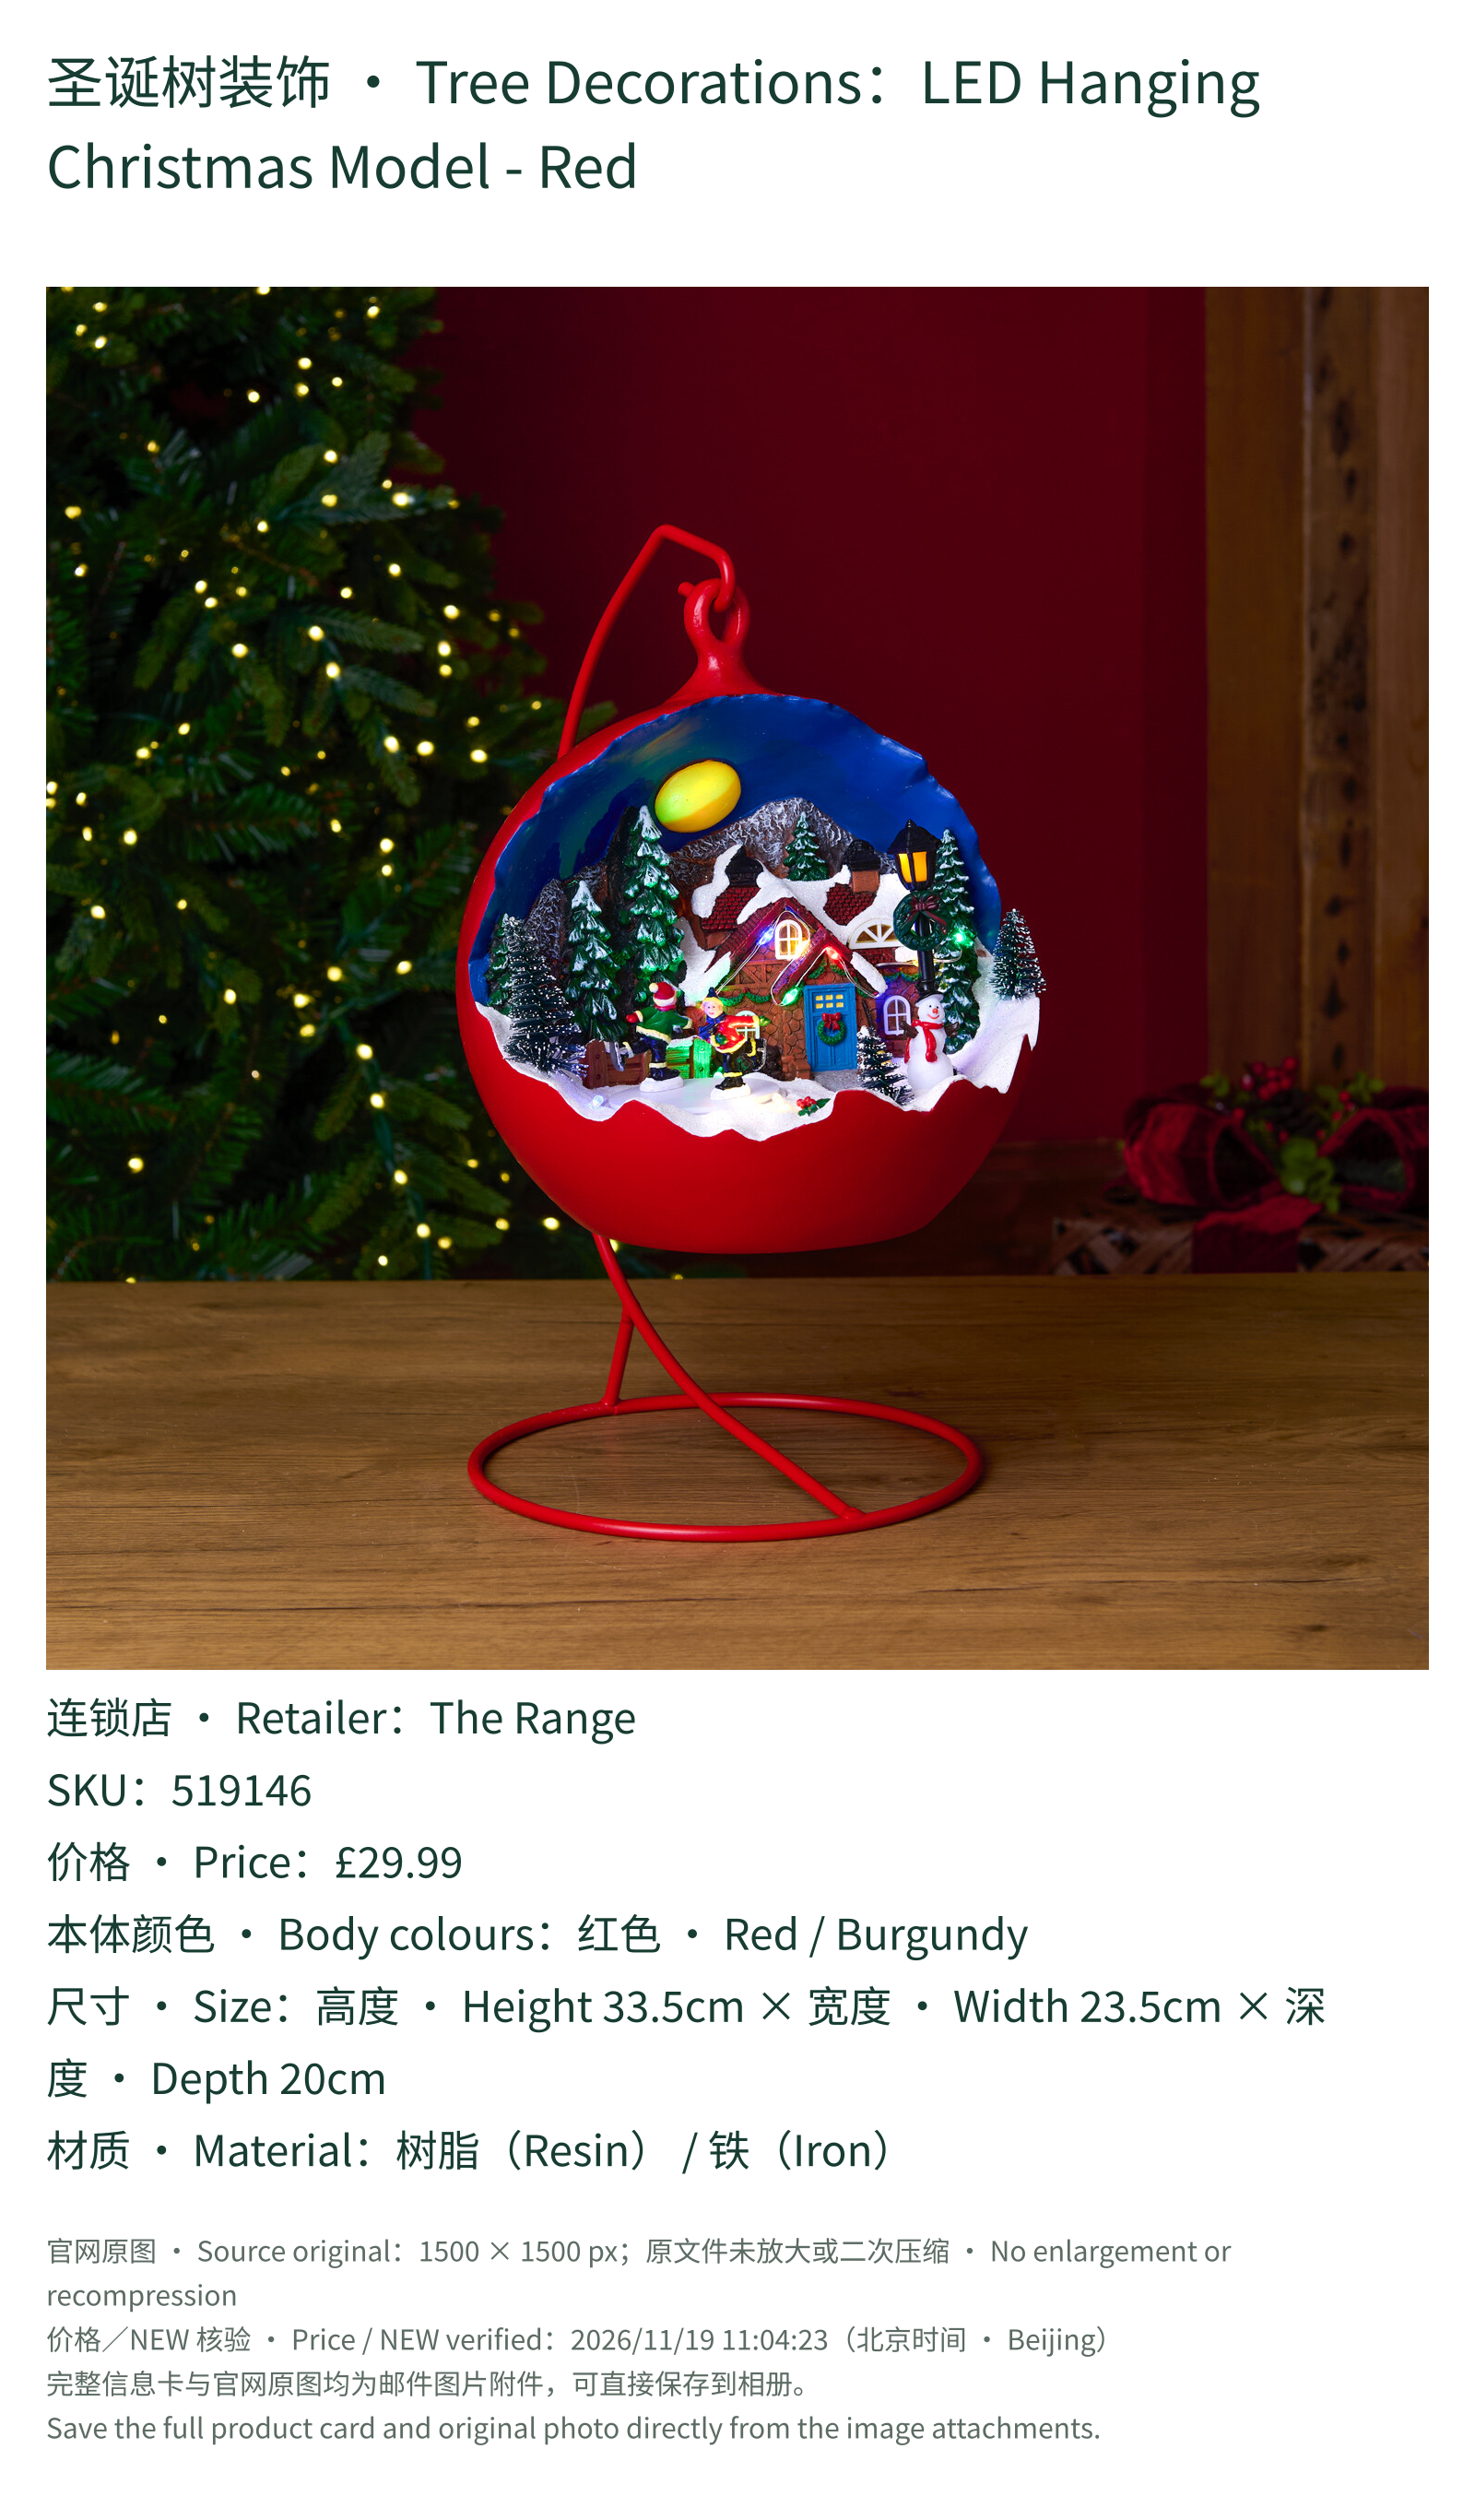 圣诞树装饰 · Tree Decorations：LED Hanging
Christmas Model - Red
连锁店 · Retailer：The Range
SKU：519146
价格 · Price：£29.99
本体颜色 · Body colours：红色 · Red / Burgundy
尺寸 · Size：高度 · Height 33.5cm × 宽度 · Width 23.5cm × 深
度 · Depth 20cm
材质 · Material：树脂（Resin） / 铁（Iron）
官网原图 · Source original：1500 × 1500 px；原文件未放大或二次压缩 · No enlargement or
recompression
价格／NEW 核验 · Price / NEW verified：2026/11/19 11:04:23（北京时间 · Beijing）
完整信息卡与官网原图均为邮件图片附件，可直接保存到相册。
Save the full product card and original photo directly from the image attachments.